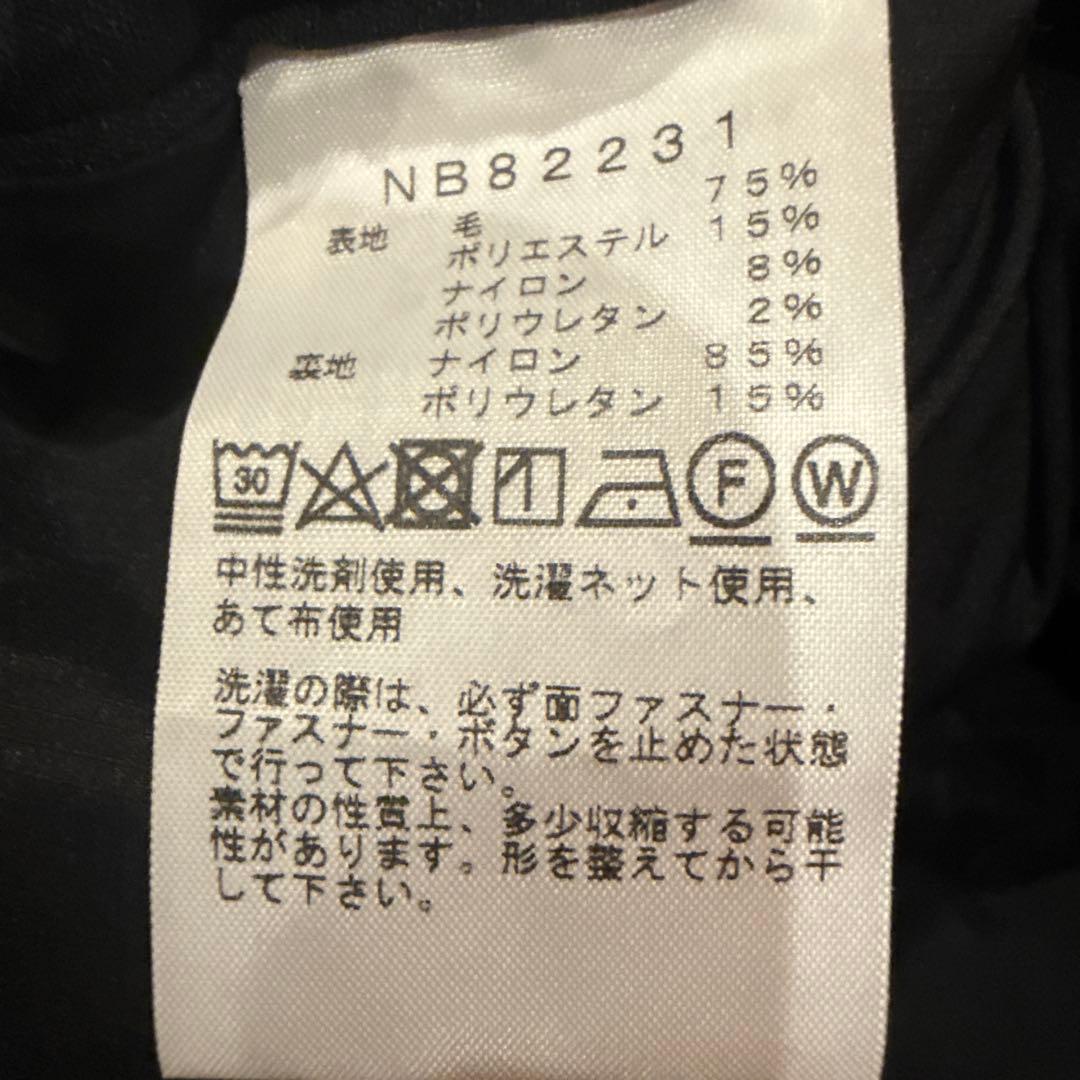 NB82231
表地 毛 75%
ポリエステル 15%
ナイロン 8%
ポリウレタン 2%
裏地 ナイロン 85%
ポリウレタン 15%
30 F W
中性洗剤使用、洗濯ネット使用、
あて布使用
洗濯の際は、必ず面ファスナー・
ファスナー・ボタンを止めた状態
で行って下さい。
素材の性質上、多少収縮する可能
性があります。形を整えてから干
して下さい。